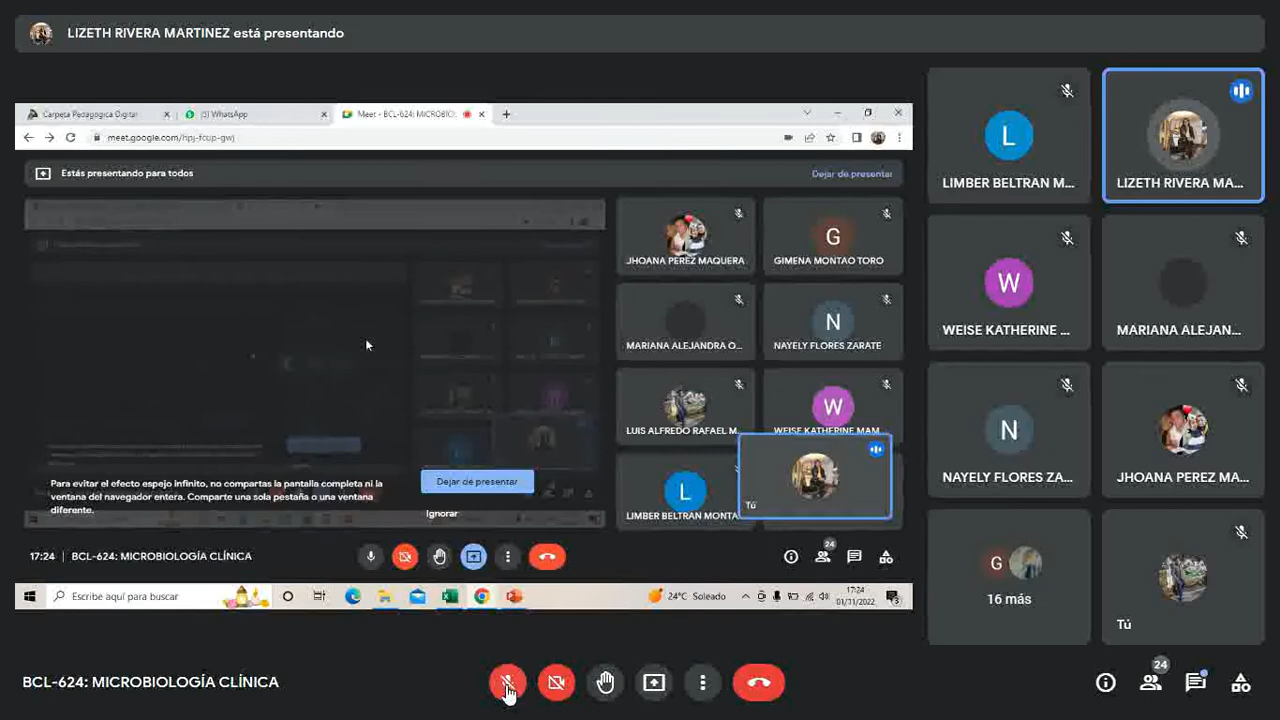 LIZETH RIVERA MARTINEZ está presentando
Carpeta Pedagogica Digital
WhatsApp
Meet - BCL-624: MICROBIOL
meet.google.com/hpj-fcup-gwj
Estás presentando para todos
Dejar de presentar
JHOANA PEREZ MAQUERA
G
GIMENA MONTAO TORO
MARIANA ALEJANDRA O...
N
NAYELY FLORES ZARATE
LUIS ALFREDO RAFAEL M...
W
WEISE KATHERINE MAM
L
LIMBER BELTRAN MONTA
Tú
Para evitar el efecto espejo infinito, no compartas la pantalla completa ni la
ventana del navegador entera. Comparte una sola pestaña o una ventana
diferente.
Dejar de presentar
Ignorar
17:24 | BCL-624: MICROBIOLOGÍA CLÍNICA
24
Escribe aquí para buscar
24°C Soleado
17:24
01/11/2022
3
L
LIMBER BELTRAN M...
LIZETH RIVERA MA...
W
WEISE KATHERINE ...
MARIANA ALEJAN...
N
NAYELY FLORES ZA...
JHOANA PEREZ MA...
G
16 más
Tú
BCL-624: MICROBIOLOGÍA CLÍNICA
24